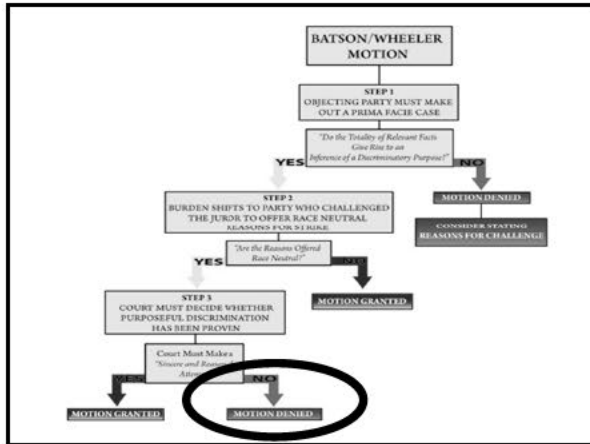 BATSON/WHEELER
MOTION
STEP 1
OBJECTING PARTY MUST MAKE
OUT A PRIMA FACIE CASE
"Do the Totality of Relevant Facts
Give Rise to an
Inference of a Discriminatory Purpose?"
YES
NO
MOTION DENIED
CONSIDER STATING
REASONS FOR CHALLENGE
STEP 2
BURDEN SHIFTS TO PARTY WHO CHALLENGED
THE JUROR TO OFFER RACE NEUTRAL
REASONS FOR STRIKE
"Are the Reasons Offered
Race Neutral?"
YES
NO
MOTION GRANTED
STEP 3
COURT MUST DECIDE WHETHER
PURPOSEFUL DISCRIMINATION
HAS BEEN PROVEN
Court Must Make a
"Sincere and
YES
NO
MOTION GRANTED
MOTION DENIED